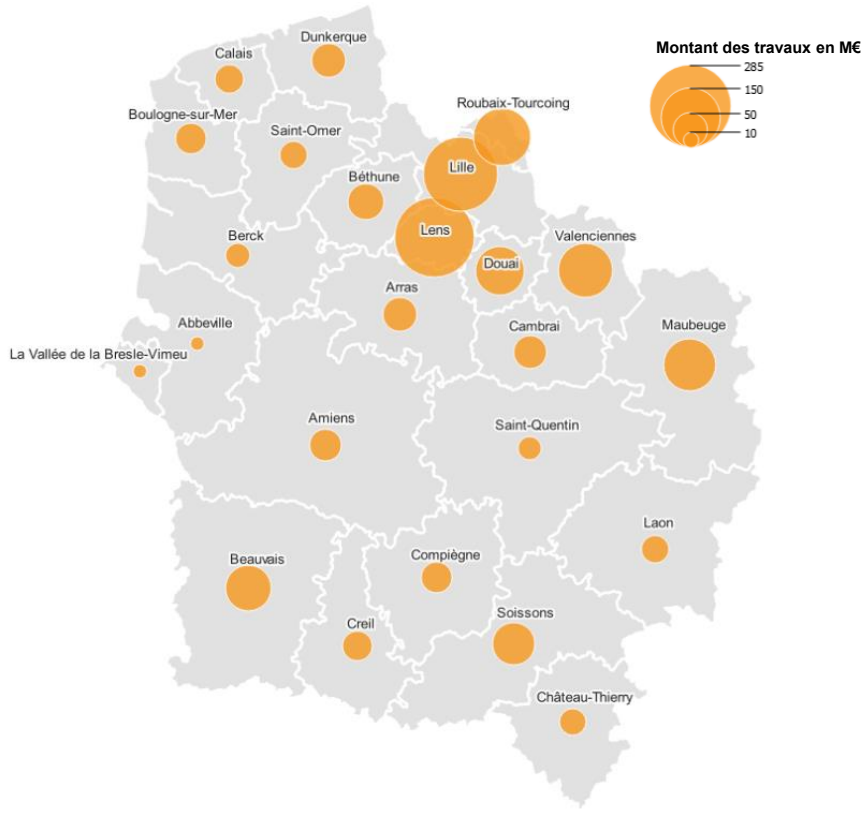 Montant des travaux en M€
285
150
50
10
Dunkerque
Calais
Roubaix-Tourcoing
Boulogne-sur-Mer
Saint-Omer
Lille
Béthune
Lens
Berck
Valenciennes
Douai
Arras
Abbeville
Cambrai
Maubeuge
La Vallée de la Bresle-Vimeu
Amiens
Saint-Quentin
Laon
Compiègne
Beauvais
Soissons
Creil
Château-Thierry